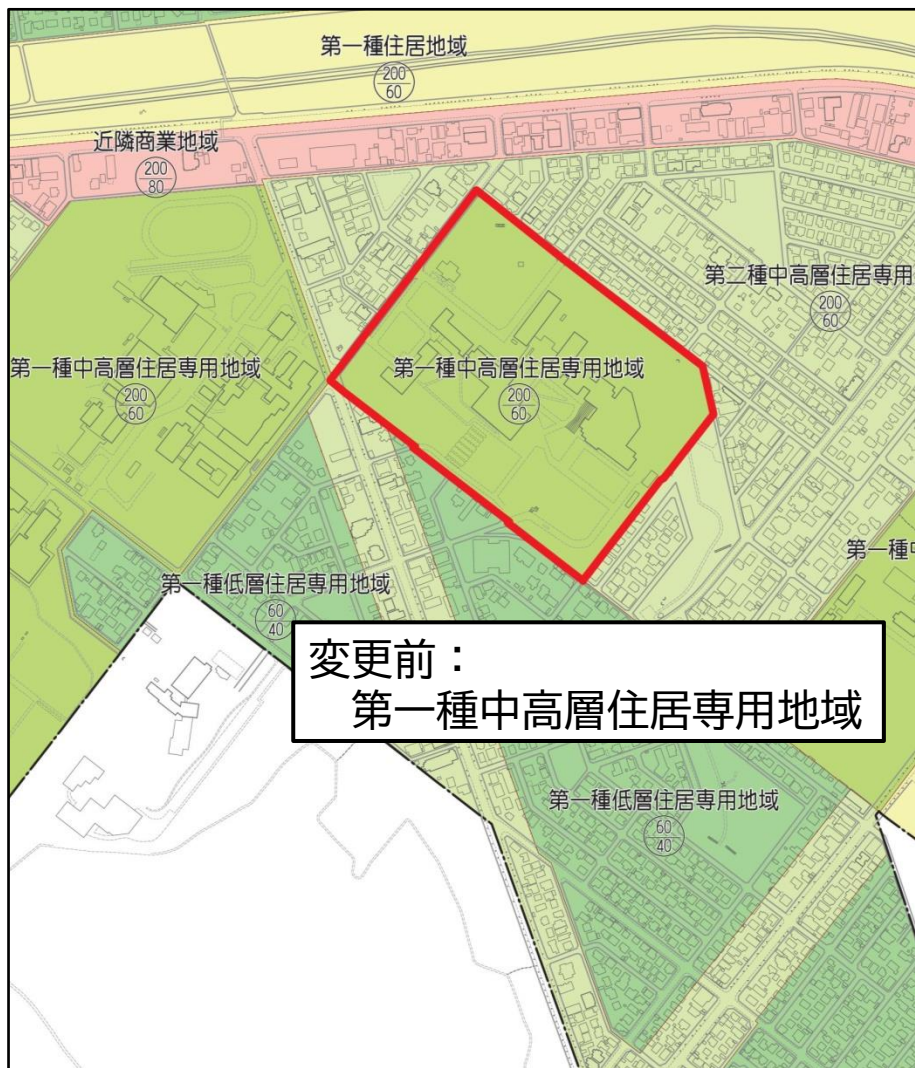 第一種住居地域
200
60
近隣商業地域
200
80
第二種中高層住居専用
200
60
第一種中高層住居専用地域
200
60
第一種中高層住居専用地域
200
60
第一種中
第一種低層住居専用地域
60
40
変更前：
第一種中高層住居専用地域
第一種低層住居専用地域
60
40